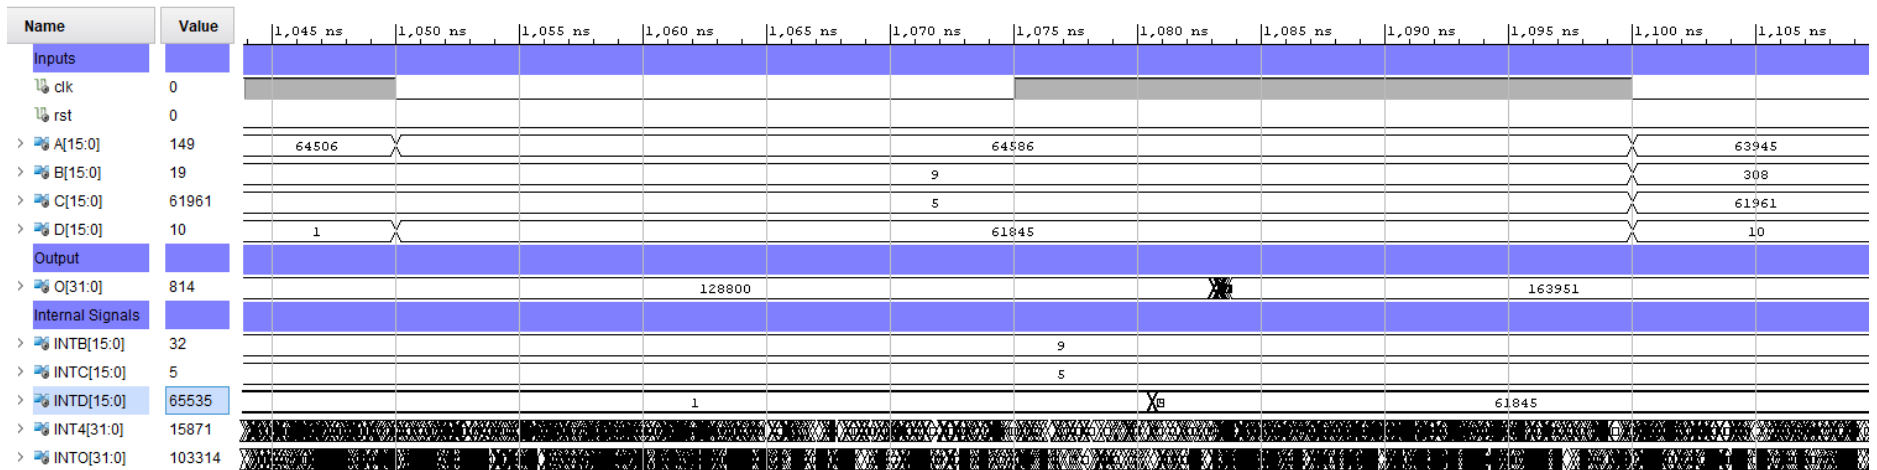 Name Value 1,045 ns 1,050 ns 1,055 ns 1,060 ns 1,065 ns 1,070 ns 1,075 ns 1,080 ns 1,085 ns 1,090 ns 1,095 ns 1,100 ns 1,105 ns
Inputs
clk 0
rst 0
A[15:0] 149 64506 64586 63945
B[15:0] 19 9 308
C[15:0] 61961 5 61961
D[15:0] 10 1 61845 10
Output
O[31:0] 814 128800 163951
Internal Signals
INTB[15:0] 32 9
INTC[15:0] 5 5
INTD[15:0] 65535 1 61845
INT4[31:0] 15871
INTO[31:0] 103314